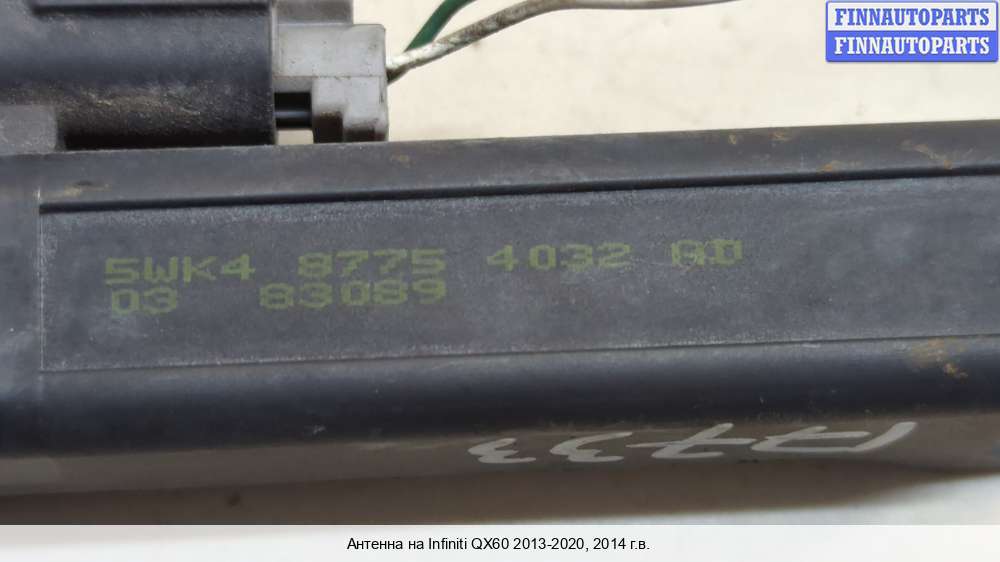 FINNAUTOPARTS
FINNAUTOPARTS
5WK4 8775 4032 AD
03 83089
Антенна на Infiniti QX60 2013-2020, 2014 г.в.